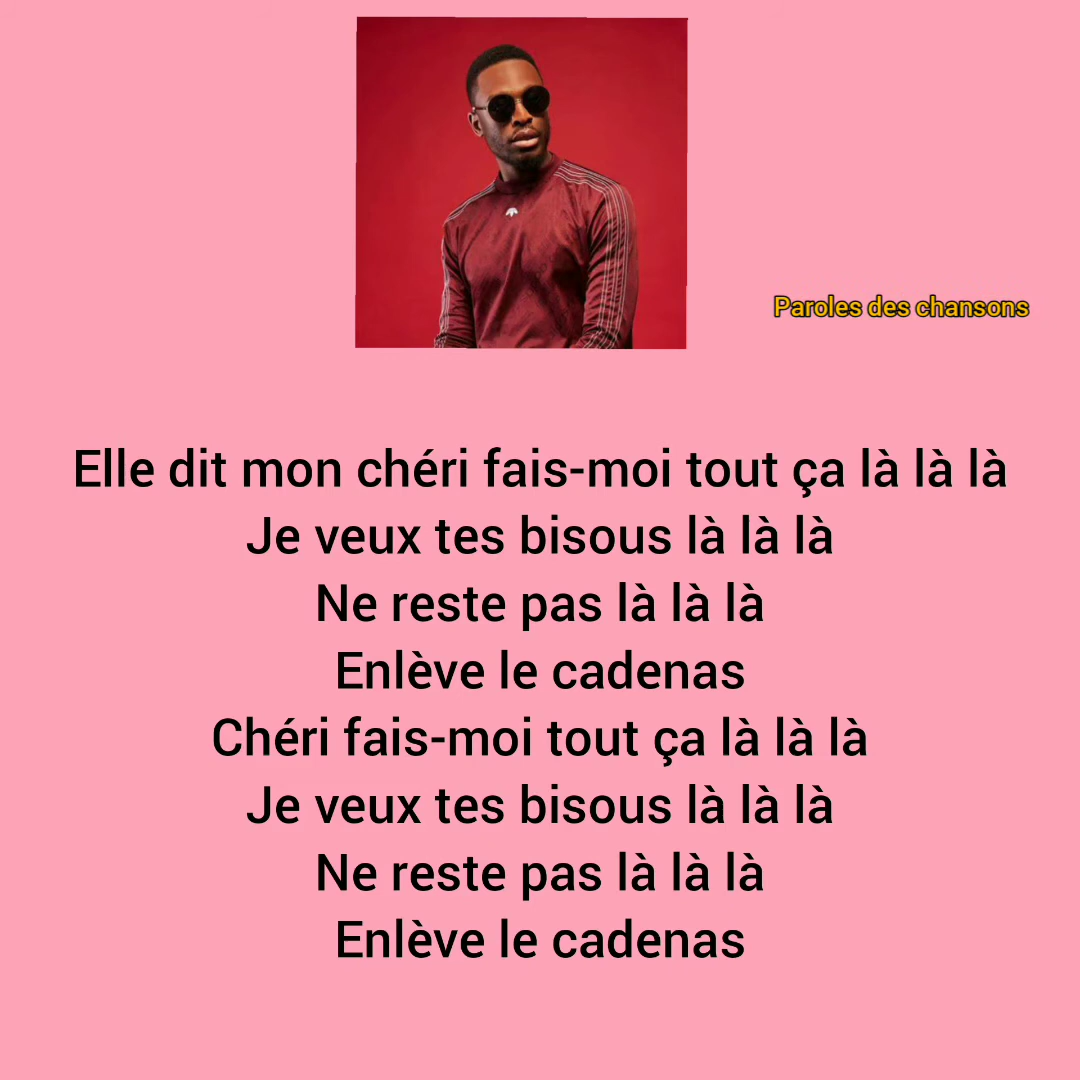 Paroles des chansons
Elle dit mon chéri fais-moi tout ça là là là
Je veux tes bisous là là là
Ne reste pas là là là
Enlève le cadenas
Chéri fais-moi tout ça là là là
Je veux tes bisous là là là
Ne reste pas là là là
Enlève le cadenas